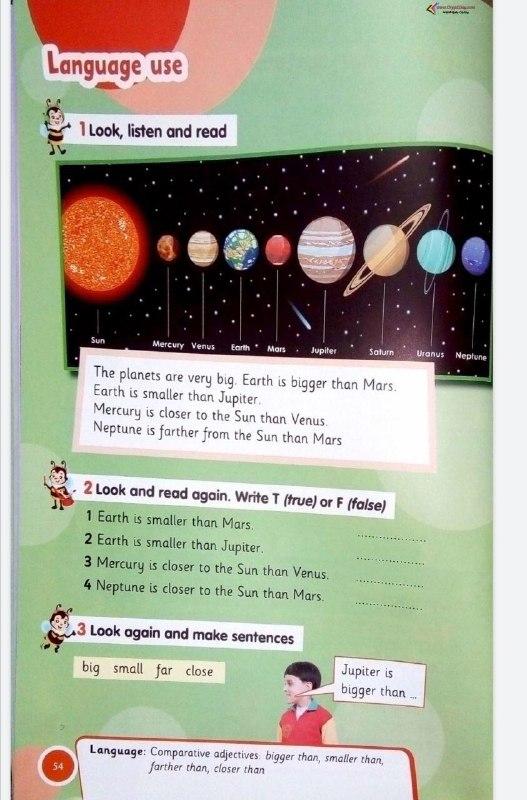 Language use
1 Look, listen and read
Sun
Mercury
Venus
Earth
Mars
Jupiter
Saturn
Uranus
Neptune
The planets are very big. Earth is bigger than Mars.
Earth is smaller than Jupiter.
Mercury is closer to the Sun than Venus.
Neptune is farther from the Sun than Mars
2 Look and read again. Write T (true) or F (false)
1 Earth is smaller than Mars. ....................
2 Earth is smaller than Jupiter. ....................
3 Mercury is closer to the Sun than Venus. ....................
4 Neptune is closer to the Sun than Mars. ....................
3 Look again and make sentences
big small far close
Jupiter is
bigger than ...
54
Language: Comparative adjectives: bigger than, smaller than,
farther than, closer than